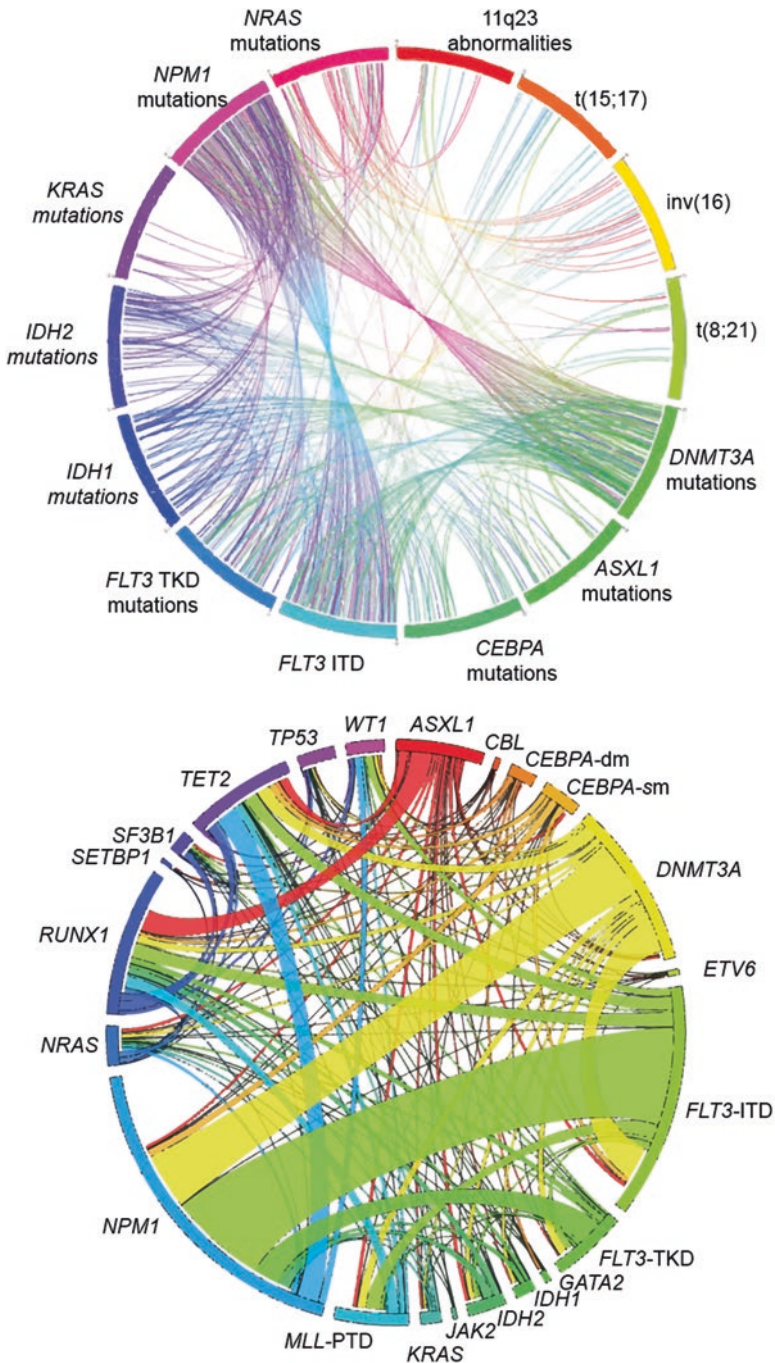 NRAS
mutations
11q23
abnormalities
NPM1
mutations
t(15;17)
KRAS
mutations
inv(16)
IDH2
mutations
t(8;21)
IDH1
mutations
DNMT3A
mutations
FLT3 TKD
mutations
ASXL1
mutations
FLT3 ITD
CEBPA
mutations
WT1
ASXL1
TP53
CBL
CEBPA-dm
TET2
CEBPA-sm
SF3B1
SETBP1
DNMT3A
RUNX1
ETV6
NRAS
FLT3-ITD
NPM1
FLT3-TKD
GATA2
IDH1
IDH2
JAK2
KRAS
MLL-PTD